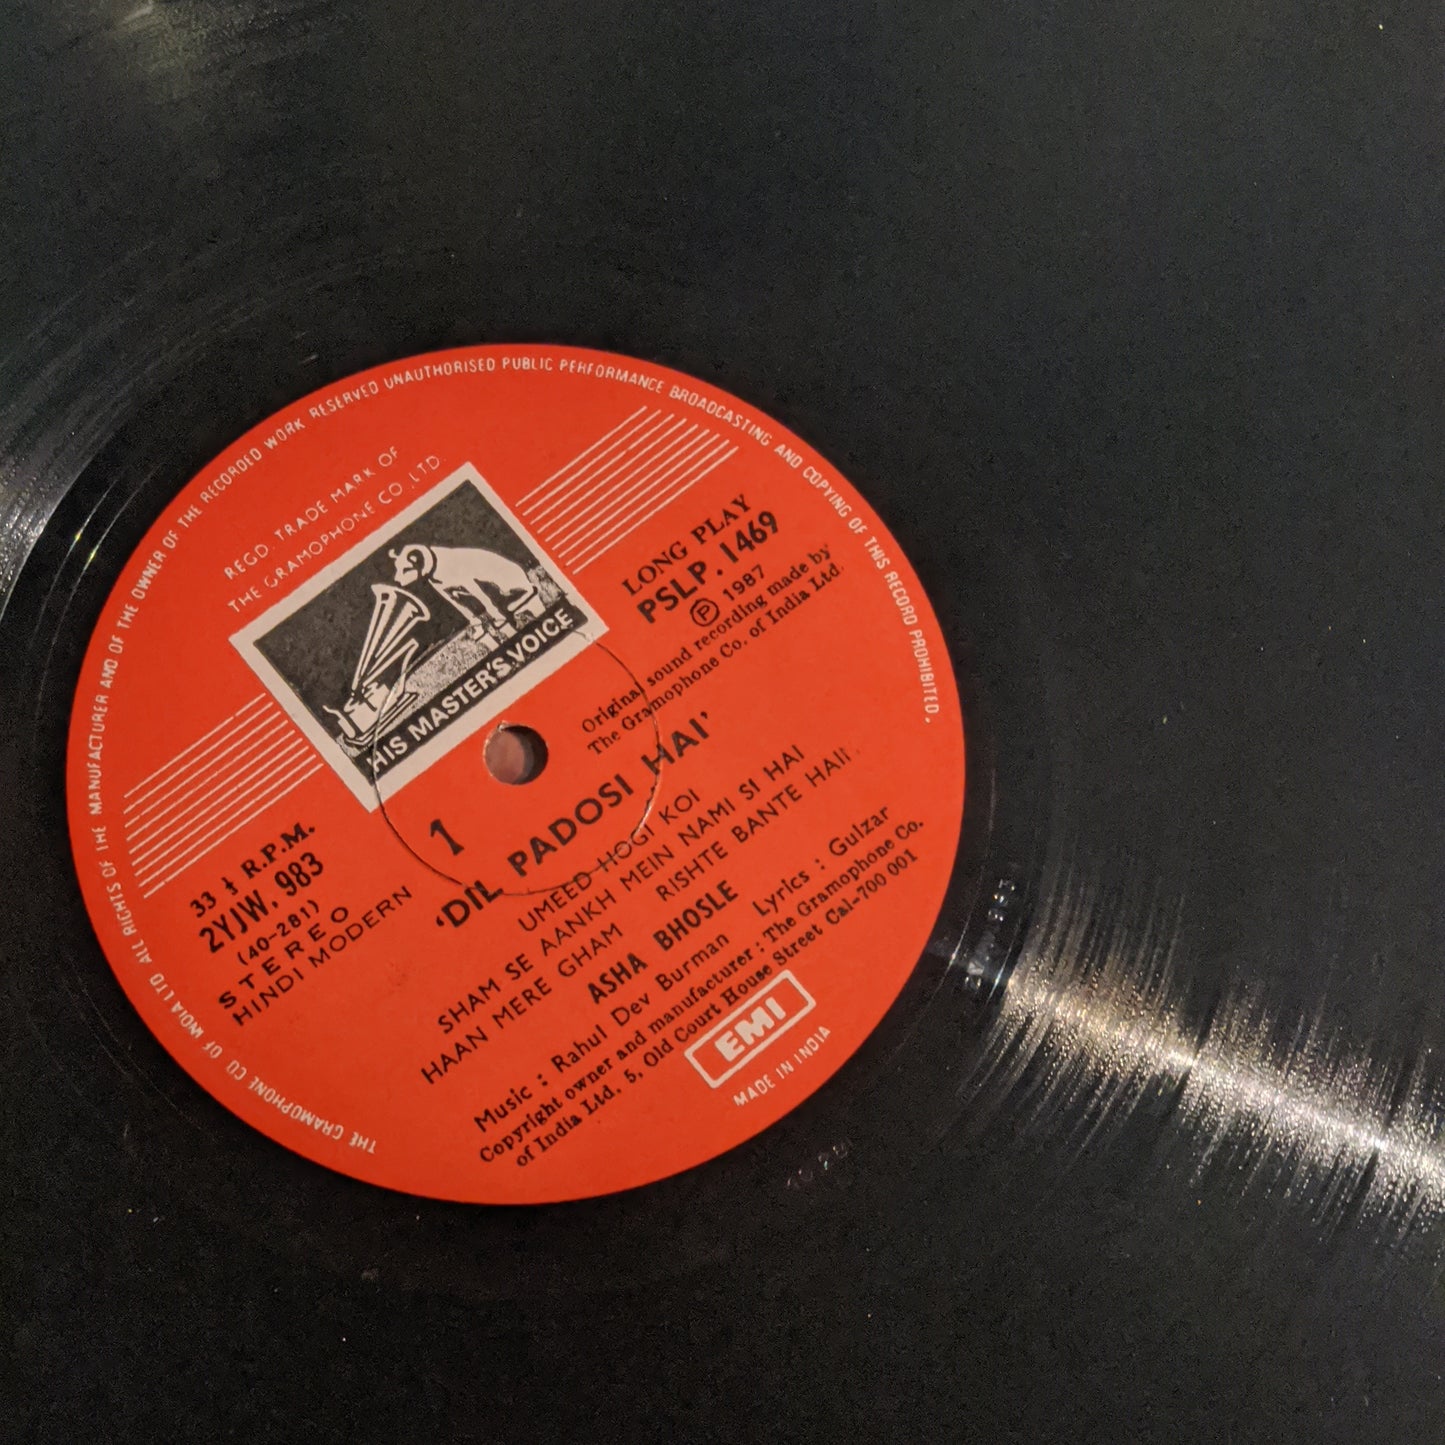 THE GRAMOPHONE CO OF INDIA LTD ALL RIGHTS OF THE MANUFACTURER AND OF THE OWNER OF THE RECORDED WORK RESERVED UNAUTHORISED PUBLIC PERFORMANCE BROADCASTING AND COPYING OF THIS RECORD PROHIBITED.
REGD. TRADE MARK OF
THE GRAMOPHONE CO. LTD.
HIS MASTER'S VOICE
LONG PLAY
PSLP. 1469
℗ 1987
Original sound recording made by
The Gramophone Co. of India Ltd.
33 ⅓ R.P.M.
2YJW. 983
(40-281)
STEREO
HINDI MODERN
1
'DIL PADOSI HAI'
UMEED HOGI KOI
SHAM SE AANKH MEIN NAMI SI HAI
HAAN MERE GHAM RISHTE BANTE HAII
ASHA BHOSLE
Music : Rahul Dev Burman Lyrics : Gulzar
Copyright owner and manufacturer : The Gramophone Co.
of India Ltd. 5, Old Court House Street Cal-700 001
EMI
MADE IN INDIA